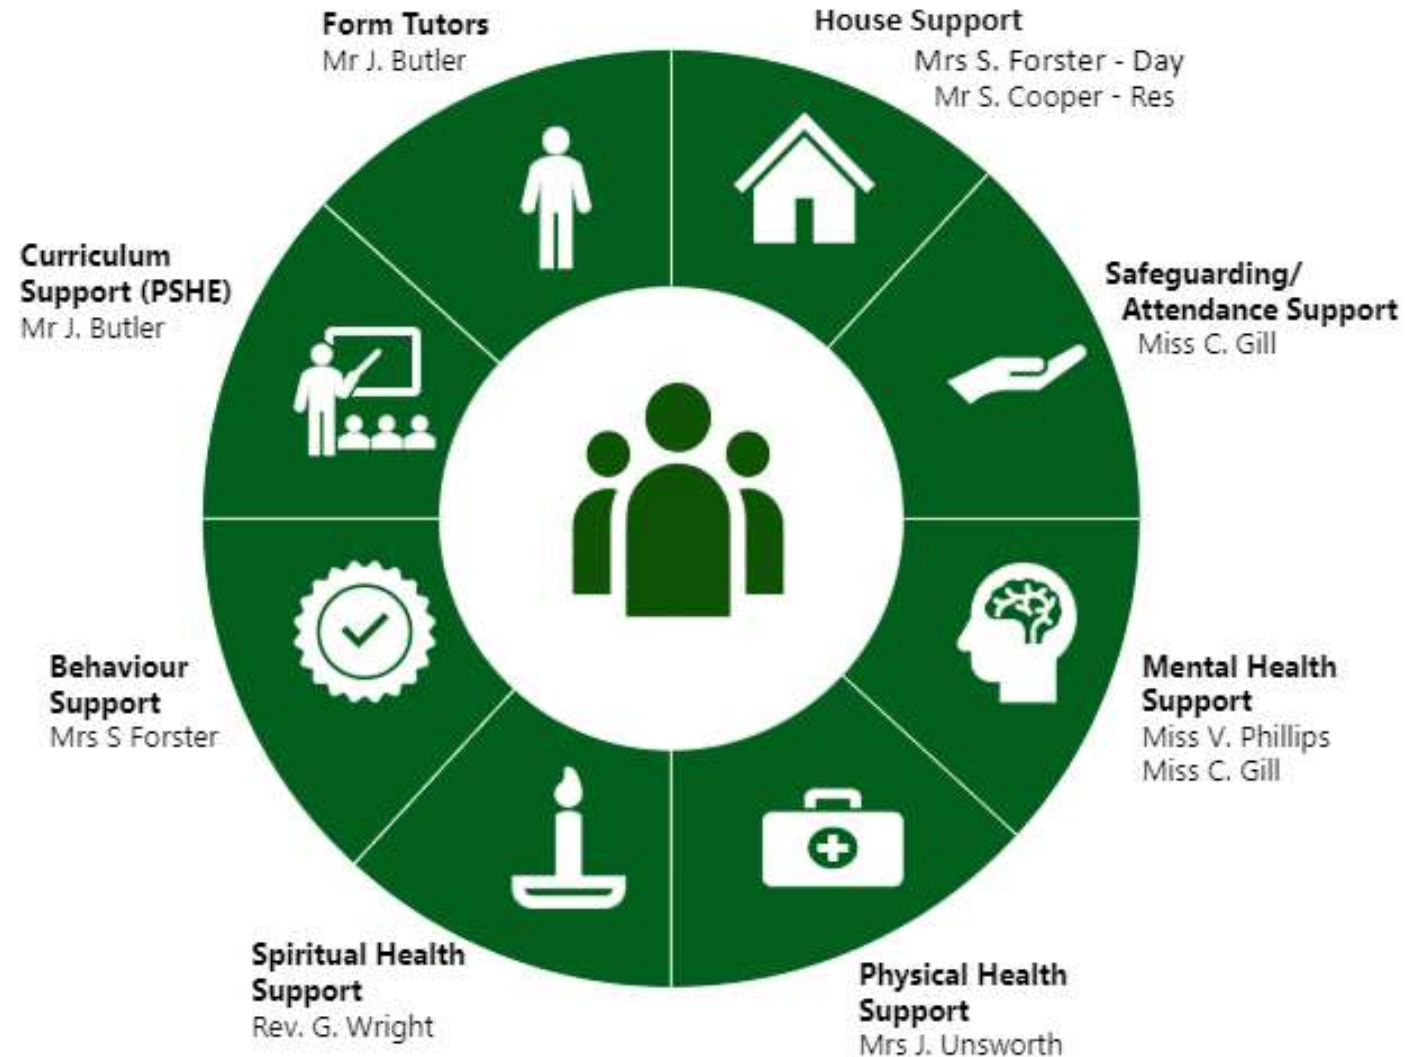 Form Tutors
Mr J. Butler
House Support
Mrs S. Forster - Day
Mr S. Cooper - Res
Safeguarding/
Attendance Support
Miss C. Gill
Mental Health
Support
Miss V. Phillips
Miss C. Gill
Physical Health
Support
Mrs J. Unsworth
Spiritual Health
Support
Rev. G. Wright
Behaviour
Support
Mrs S Forster
Curriculum
Support (PSHE)
Mr J. Butler